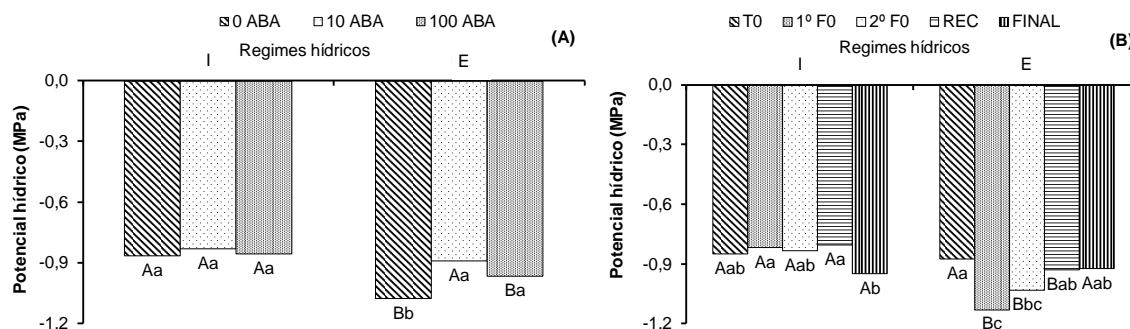 0 ABA 10 ABA 100 ABA
(A)
Regimes hídricos
I E
Potencial hídrico (MPa)
0,0
-0,3
-0,6
-0,9
-1,2
Aa Aa Aa Bb Aa Ba
T0 1º F0 2º F0 REC FINAL
(B)
Regimes hídricos
I E
Potencial hídrico (MPa)
0,0
-0,3
-0,6
-0,9
-1,2
Aab Aa Aab Aa Ab Aa Bc Bbc Bab Aab